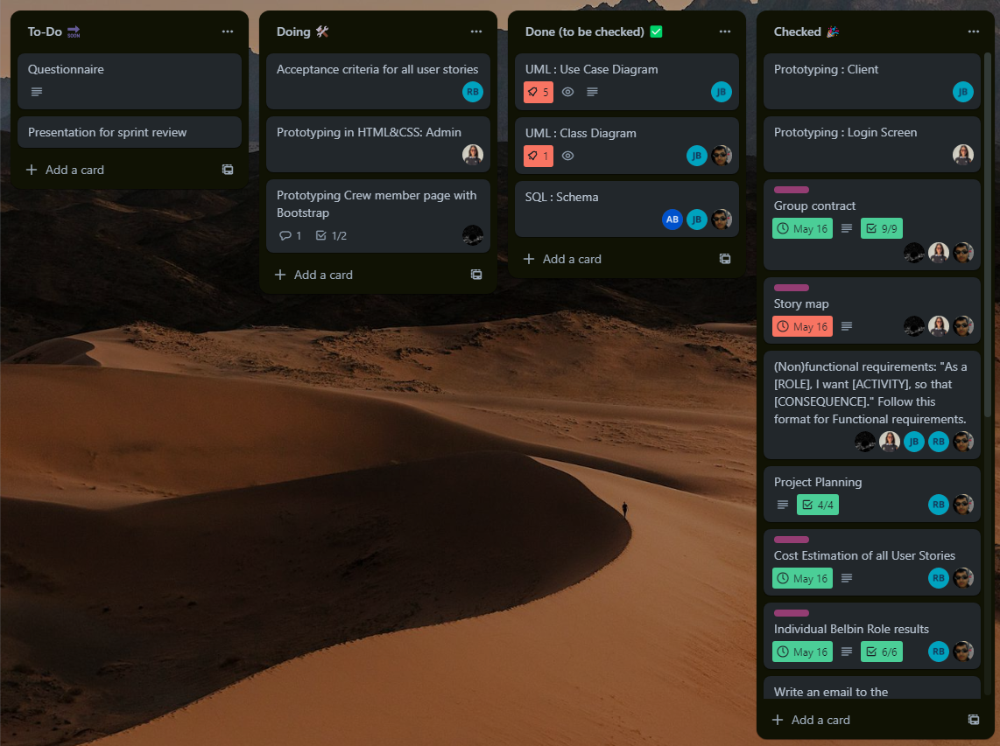 To-Do
SOON
Questionnaire
Presentation for sprint review
Add a card
Doing
Acceptance criteria for all user stories
RB
Prototyping in HTML&CSS: Admin
Prototyping Crew member page with
Bootstrap
1 1/2
Add a card
Done (to be checked)
UML : Use Case Diagram
5 JB
UML : Class Diagram
1 JB
SQL : Schema
AB JB
Add a card
Checked
Prototyping : Client
JB
Prototyping : Login Screen
Group contract
May 16 9/9
Story map
May 16
(Non)functional requirements: "As a
[ROLE], I want [ACTIVITY], so that
[CONSEQUENCE]." Follow this
format for Functional requirements.
JB RB
Project Planning
4/4 RB
Cost Estimation of all User Stories
May 16 RB
Individual Belbin Role results
May 16 6/6 RB
Write an email to the
Add a card